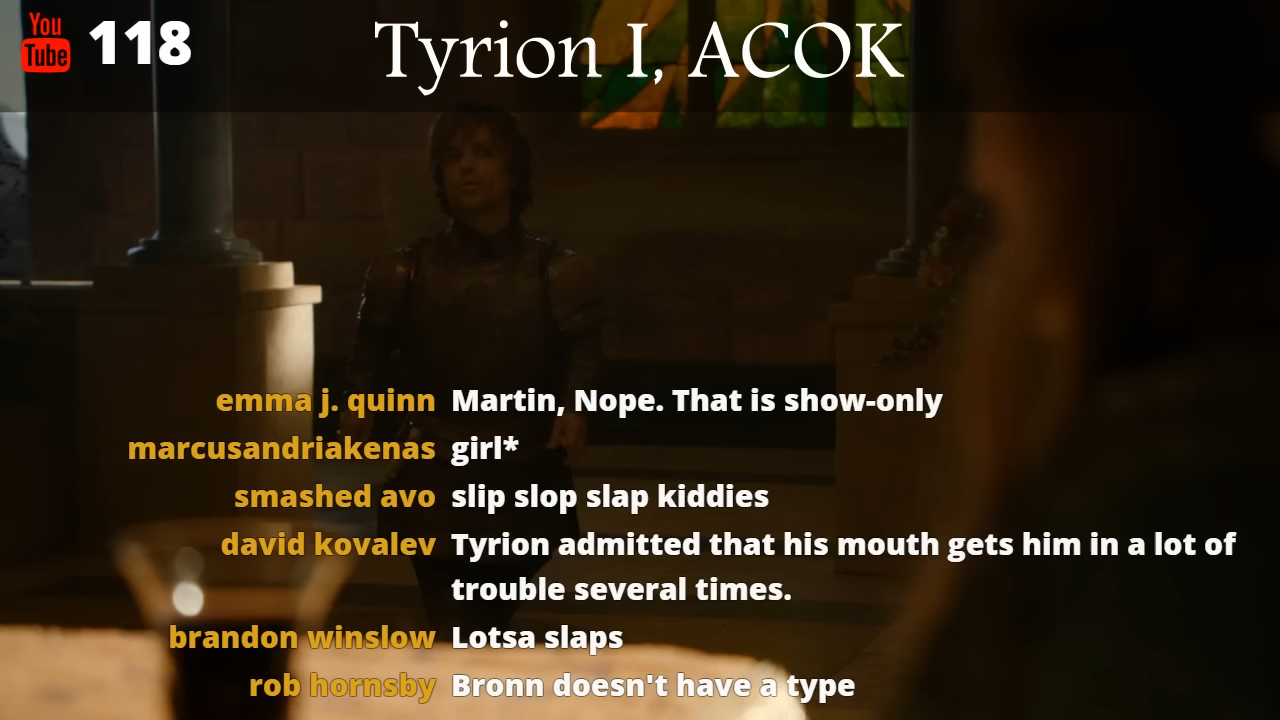 You
Tube
118
Tyrion I, ACOK
emma j. quinn Martin, Nope. That is show-only
marcusandriakenas girl*
smashed avo slip slop slap kiddies
david kovalev Tyrion admitted that his mouth gets him in a lot of
trouble several times.
brandon winslow Lotsa slaps
rob hornsby Bronn doesn't have a type